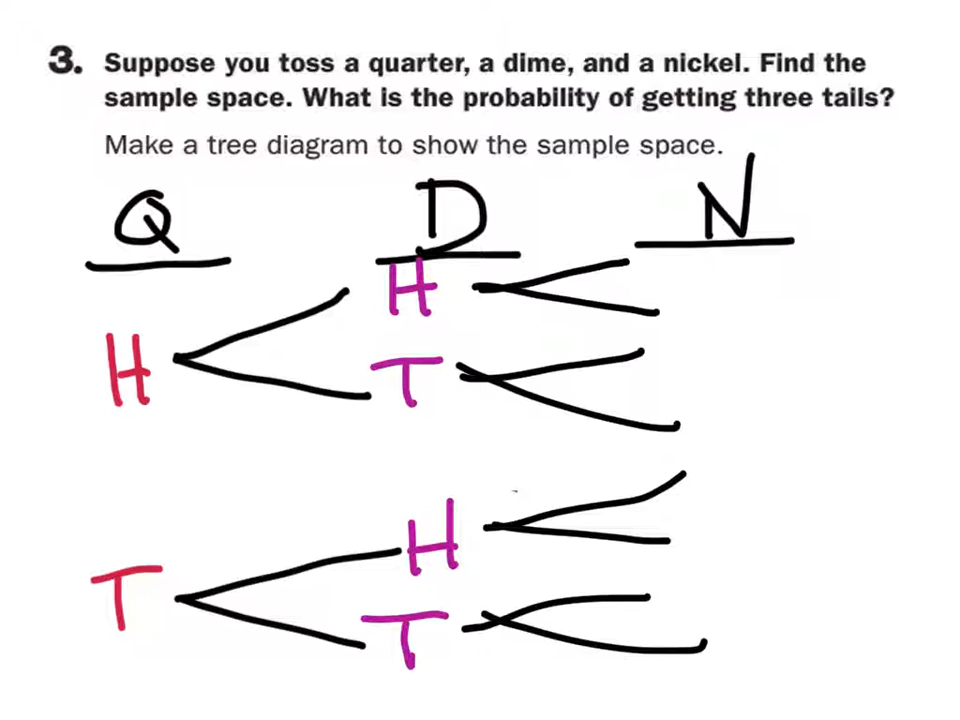 3. Suppose you toss a quarter, a dime, and a nickel. Find the
sample space. What is the probability of getting three tails?
Make a tree diagram to show the sample space.
Q D N
H
H
T
H
T
T